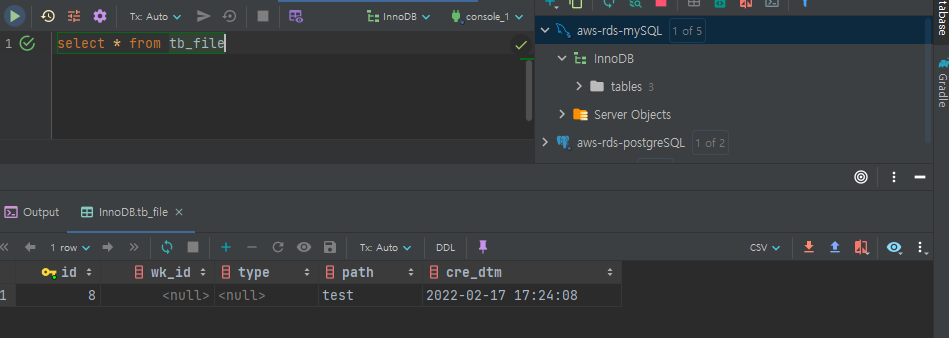 Tx: Auto InnoDB console_1
1 select * from tb_file
aws-rds-mySQL 1 of 5
InnoDB
tables 3
Server Objects
aws-rds-postgreSQL 1 of 2
Database
Gradle
Output InnoDB.tb_file
1 row Tx: Auto DDL CSV
id wk_id type path cre_dtm
1 8 <null> <null> test 2022-02-17 17:24:08